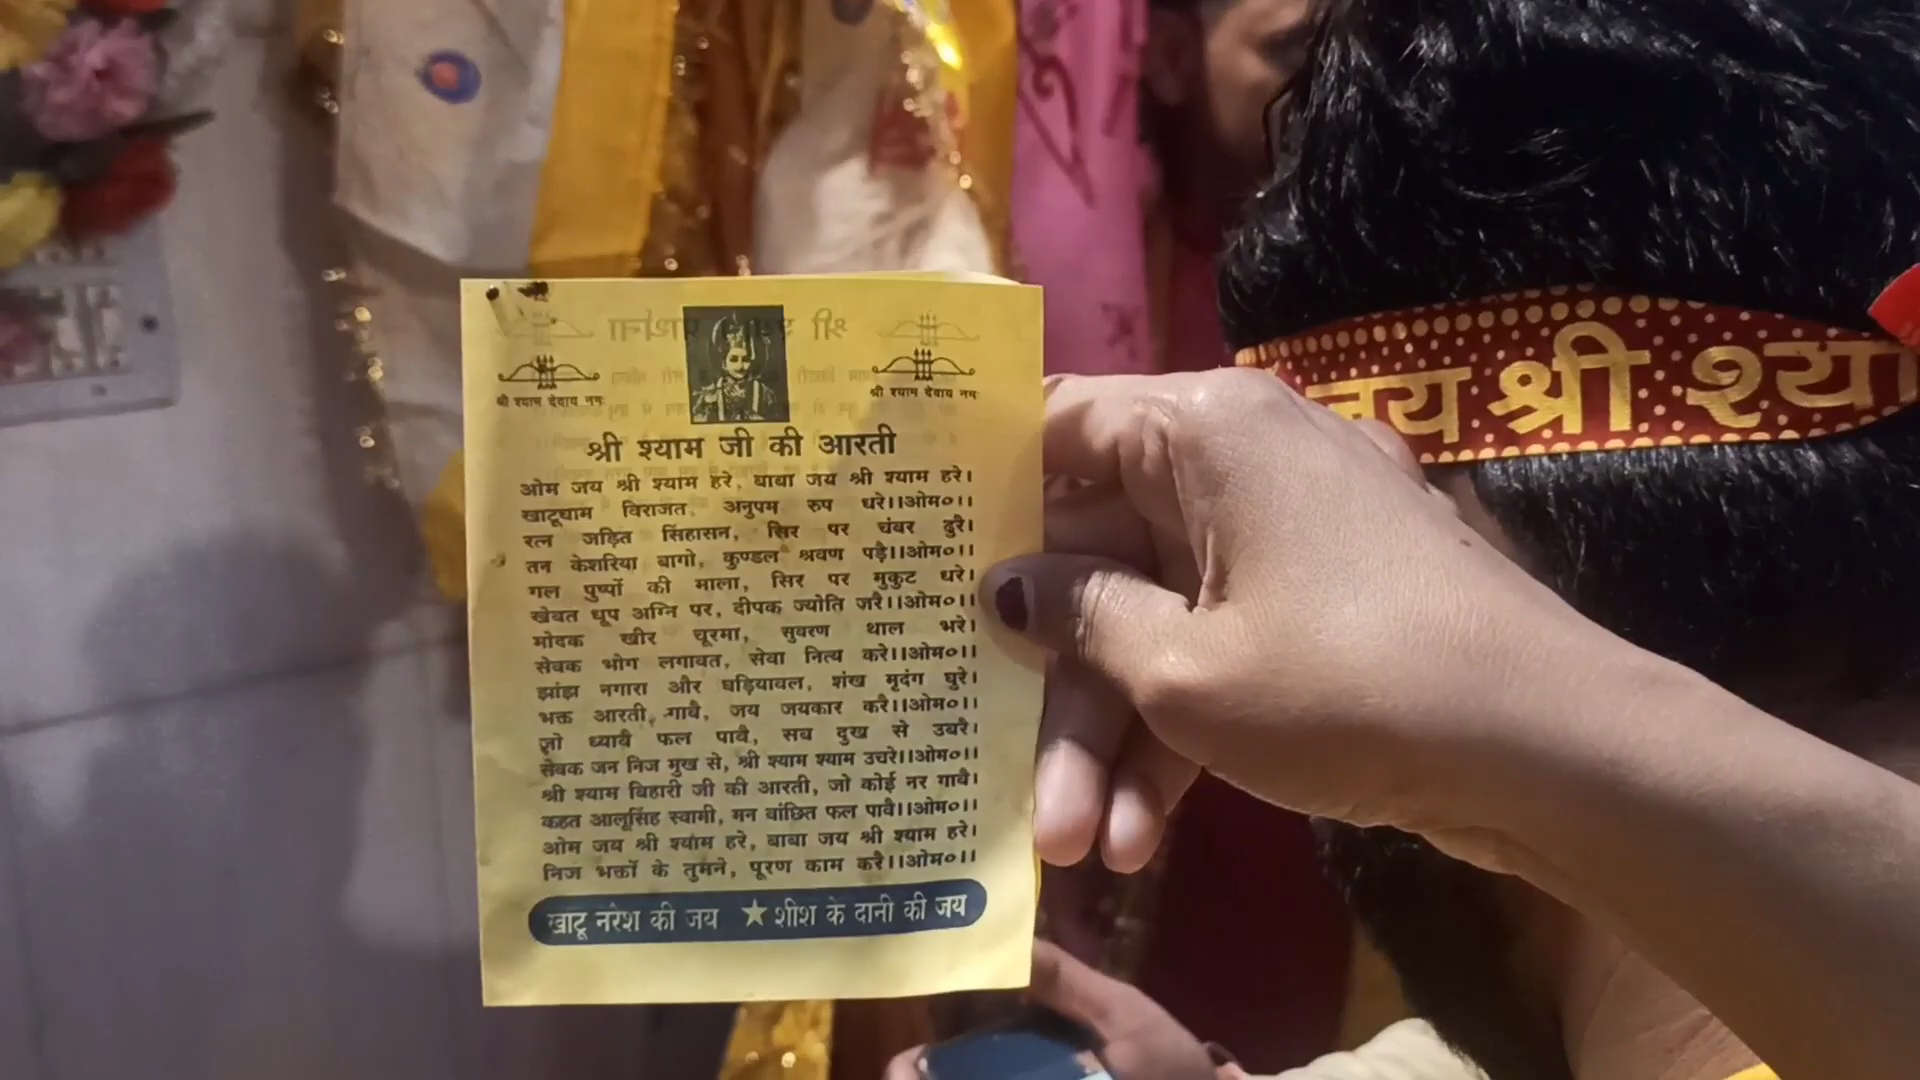 श्री श्याम देवाय नमः
श्री श्याम देवाय नमः
श्री श्याम जी की आरती
ओम जय श्री श्याम हरे, बाबा जय श्री श्याम हरे।
खाटूधाम विराजत, अनुपम रुप धरे।।ओम०।।
रत्न जड़ित सिंहासन, सिर पर चंवर ढुरै।
तन केशरिया बागो, कुण्डल श्रवण पड़ै।।ओम०।।
गल पुष्पों की माला, सिर पर मुकुट धरे।
खेवत धूप अग्नि पर, दीपक ज्योति जरै।।ओम०।।
मोदक खीर चूरमा, सुवरण थाल भरे।
सेवक भोग लगावत, सेवा नित्य करे।।ओम०।।
झांझ नगारा और घड़ियावल, शंख मृदंग घुरे।
भक्त आरती गावै, जय जयकार करै।।ओम०।।
जो ध्यावै फल पावै, सब दुख से उबरै।
सेवक जन निज मुख से, श्री श्याम श्याम उचरे।।ओम०।।
श्री श्याम बिहारी जी की आरती, जो कोई नर गावै।
कहत आलूसिंह स्वामी, मन वांछित फल पावै।।ओम०।।
ओम जय श्री श्याम हरे, बाबा जय श्री श्याम हरे।
निज भक्तों के तुमने, पूरण काम करै।।ओम०।।
खाटू नरेश की जय ★ शीश के दानी की जय
जय श्री श्या